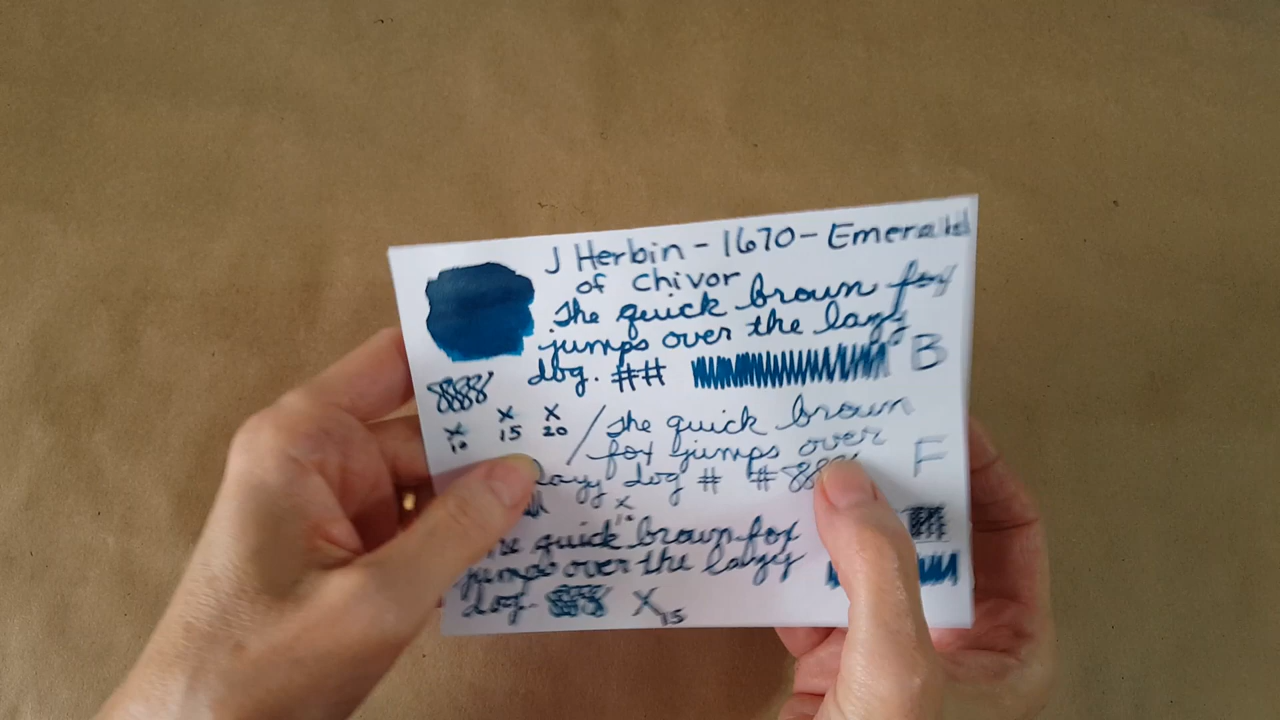 J Herbin - 1670 - Emerald
of Chivor
The quick brown fox
jumps over the lazy
dog. ## B
x x x
10 15 20
The quick brown
fox jumps over F
lazy dog # #
x
The quick brown fox
jumps over the lazy
dog. X 15